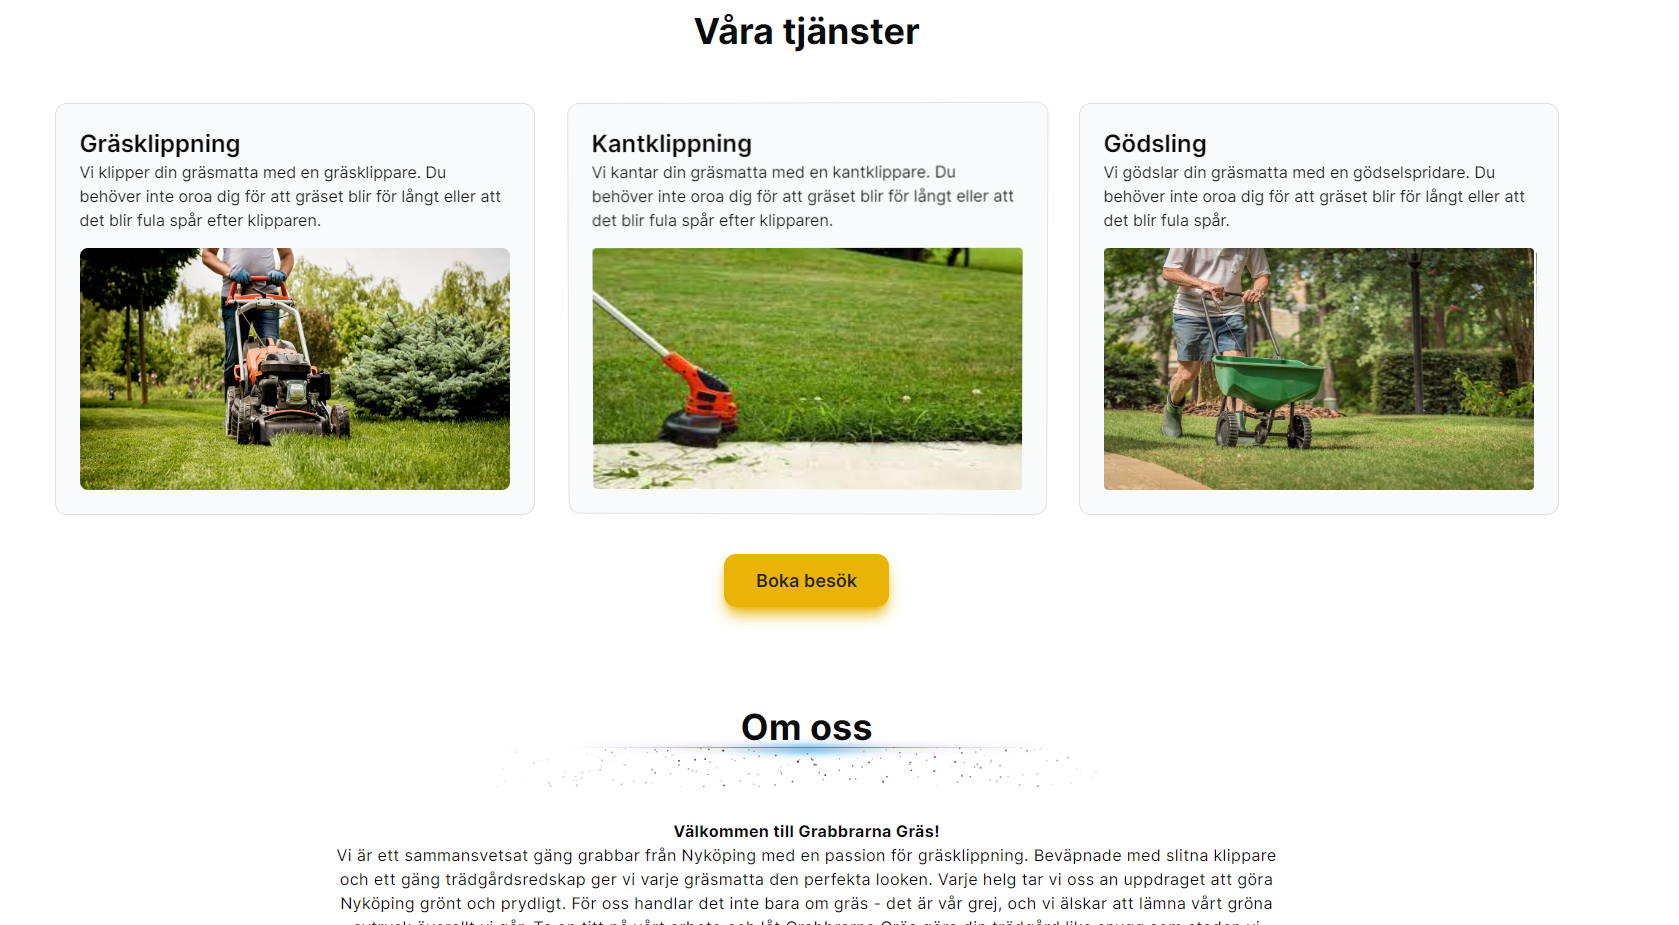 Våra tjänster
Gräsklippning
Vi klipper din gräsmatta med en gräsklippare. Du
behöver inte oroa dig för att gräset blir för långt eller att
det blir fula spår efter klipparen.
Kantklippning
Vi kantar din gräsmatta med en kantklippare. Du
behöver inte oroa dig för att gräset blir för långt eller att
det blir fula spår efter klipparen.
Gödsling
Vi gödslar din gräsmatta med en gödselspridare. Du
behöver inte oroa dig för att gräset blir för långt eller att
det blir fula spår.
Boka besök
Om oss
Välkommen till Grabbrarna Gräs!
Vi är ett sammansvetsat gäng grabbar från Nyköping med en passion för gräsklippning. Beväpnade med slitna klippare
och ett gäng trädgårdsredskap ger vi varje gräsmatta den perfekta looken. Varje helg tar vi oss an uppdraget att göra
Nyköping grönt och prydligt. För oss handlar det inte bara om gräs - det är vår grej, och vi älskar att lämna vårt gröna